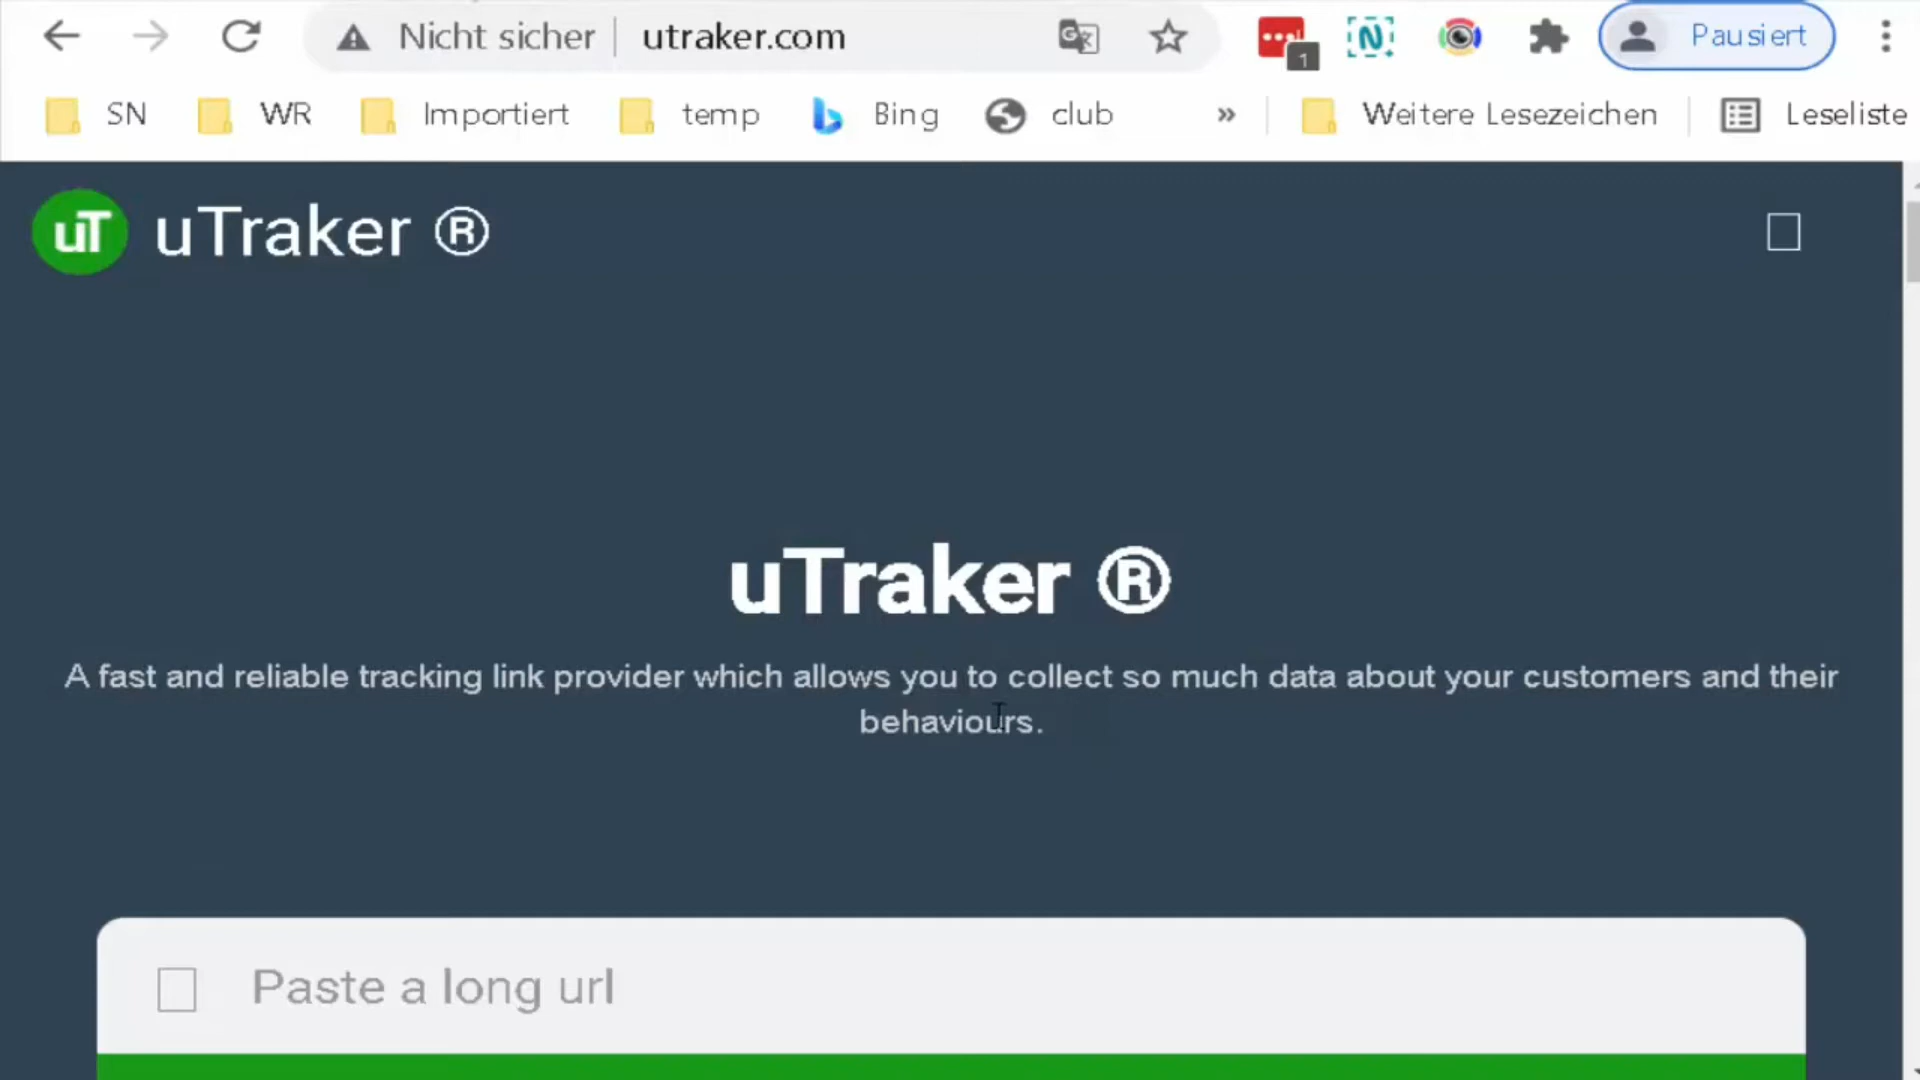 Nicht sicher utraker.com Pausiert
1
SN WR Importiert temp Bing club » Weitere Lesezeichen Leseliste
uT uTraker ®
uTraker ®
A fast and reliable tracking link provider which allows you to collect so much data about your customers and their
behaviours.
Paste a long url